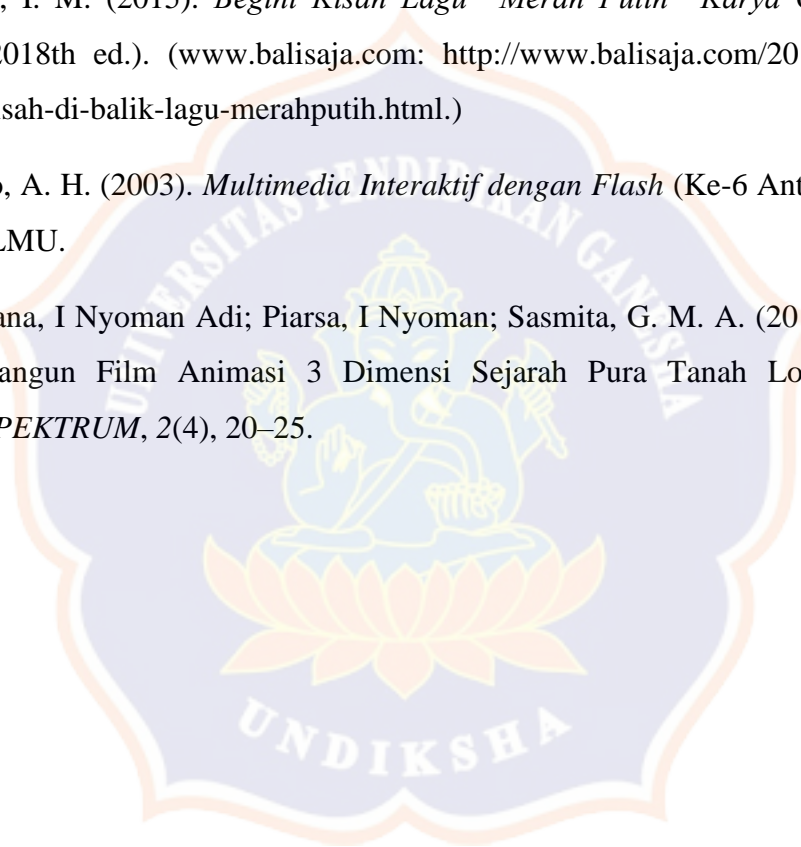 , I. M. (2015). Begini Kisah Lagu "Merah Putih" Karya
2018th ed.). (www.balisaja.com: http://www.balisaja.com/20
sah-di-balik-lagu-merahputih.html.)
, A. H. (2003). Multimedia Interaktif dengan Flash (Ke-6 Ant
LMU.
ana, I Nyoman Adi; Piarsa, I Nyoman; Sasmita, G. M. A. (20
angun Film Animasi 3 Dimensi Sejarah Pura Tanah Lo
PEKTRUM, 2(4), 20–25.
UNIVERSITAS PENDIDIKAN GANESHA
UNDIKSHA